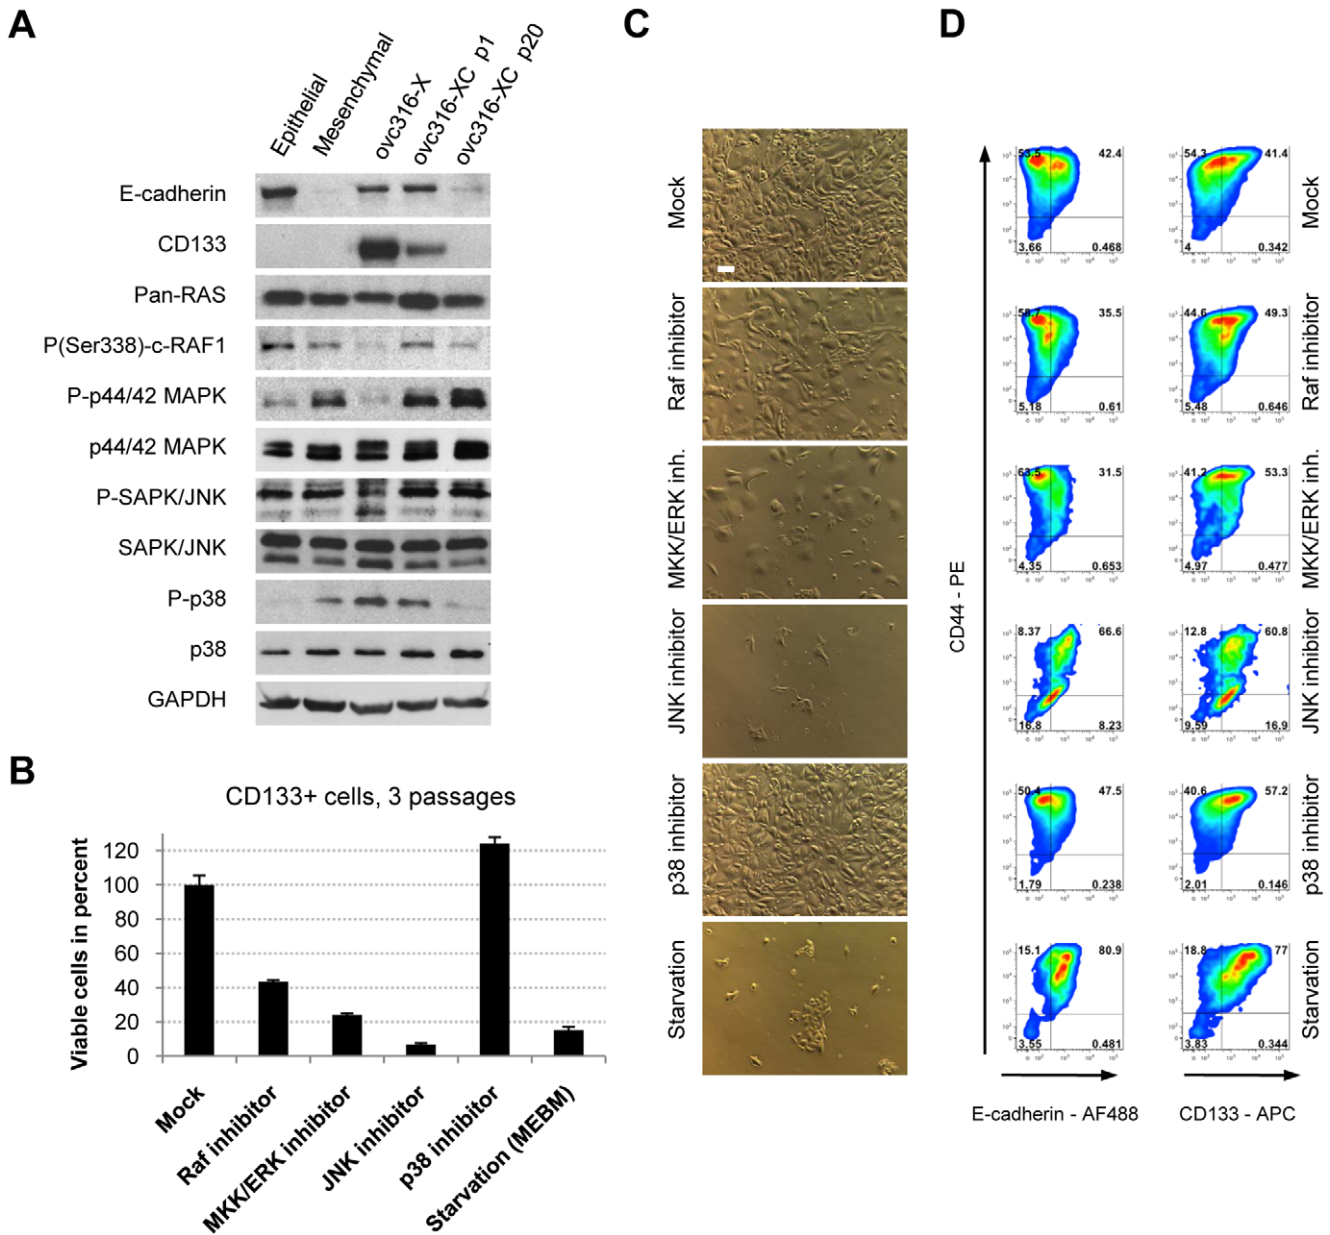 A
Epithelial
Mesenchymal
ovc316-X
ovc316-XC p1
ovc316-XC p20
E-cadherin
CD133
Pan-RAS
P(Ser338)-c-RAF1
P-p44/42 MAPK
p44/42 MAPK
P-SAPK/JNK
SAPK/JNK
P-p38
p38
GAPDH
B
CD133+ cells, 3 passages
Viable cells in percent
120
100
80
60
40
20
0
Mock
Raf inhibitor
MKK/ERK inhibitor
JNK inhibitor
p38 inhibitor
Starvation (MEBM)
C
Mock
Raf inhibitor
MKK/ERK inh.
JNK inhibitor
p38 inhibitor
Starvation
D
CD44 - PE
53.5 42.4
3.66 0.468
54.3 41.4
4 0.342
Mock
58.7 35.5
5.18 0.61
44.6 49.3
5.48 0.646
Raf inhibitor
63.5 31.5
4.35 0.653
41.2 53.3
4.97 0.477
MKK/ERK inh.
8.37 66.6
16.8 8.23
12.8 60.8
9.59 16.9
JNK inhibitor
50.4 47.5
1.79 0.238
40.6 57.2
2.01 0.146
p38 inhibitor
15.1 80.9
3.55 0.481
18.8 77
3.83 0.344
Starvation
E-cadherin - AF488
CD133 - APC